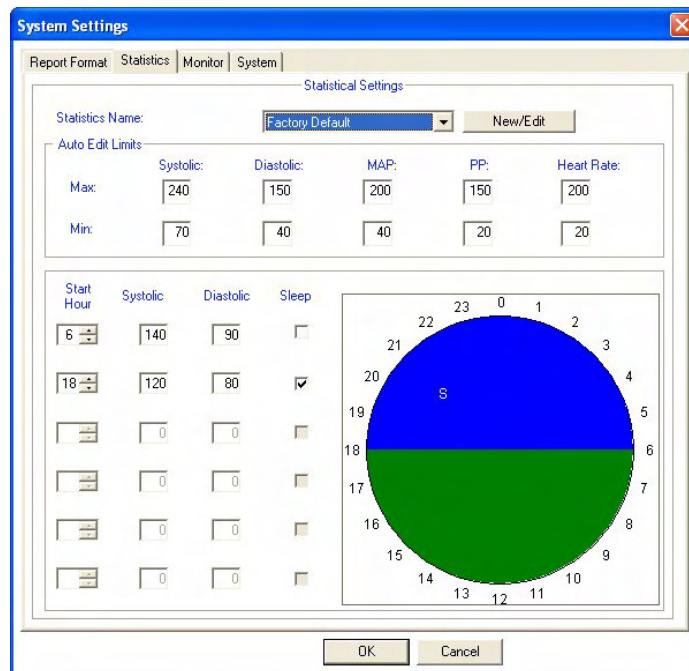 System Settings
Report Format Statistics Monitor System
Statistical Settings
Statistics Name: Factory Default New/Edit
Auto Edit Limits
Systolic: Diastolic: MAP: PP: Heart Rate:
Max: 240 150 200 150 200
Min: 70 40 40 20 20
Start Hour Systolic Diastolic Sleep
6 140 90
18 120 80
0 0
0 0
0 0
0 0
0 1 2 3 4 5 6 7 8 9 10 11 12 13 14 15 16 17 18 19 20 21 22 23
S
OK Cancel